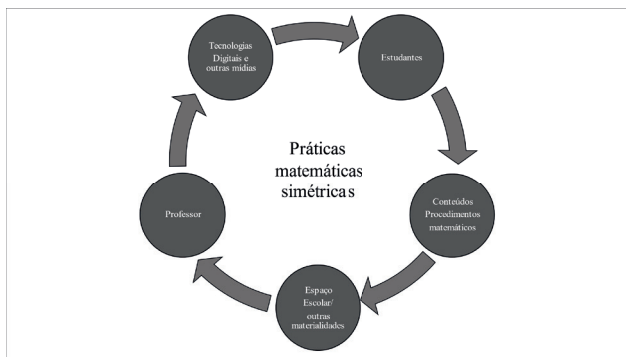 Tecnologias
Digitais e
outras mídias
Estudantes
Práticas
matemáticas
simétricas
Conteúdos
Procedimentos
matemáticos
Professor
Espaço
Escolar/
outras
materialidades